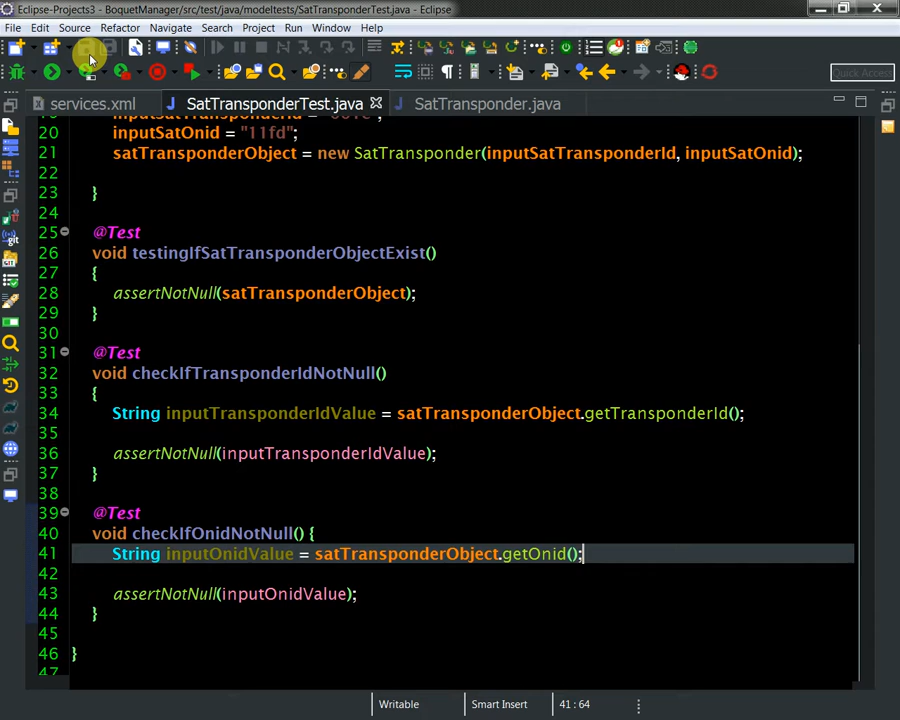 Eclipse-Projects3 - BoquetManager/src/test/java/modeltests/SatTransponderTest.java - Eclipse
File Edit Source Refactor Navigate Search Project Run Window Help
Quick Access
services.xml SatTransponderTest.java SatTransponder.java
20 inputSatOnid = "11fd";
21 satTransponderObject = new SatTransponder(inputSatTransponderId, inputSatOnid);
22
23 }
24
25 @Test
26 void testingIfSatTransponderObjectExist()
27 {
28 assertNotNull(satTransponderObject);
29 }
30
31 @Test
32 void checkIfTransponderIdNotNull()
33 {
34 String inputTransponderIdValue = satTransponderObject.getTransponderId();
35
36 assertNotNull(inputTransponderIdValue);
37 }
38
39 @Test
40 void checkIfOnidNotNull() {
41 String inputOnidValue = satTransponderObject.getOnid();
42
43 assertNotNull(inputOnidValue);
44 }
45
46 }
47
Writable Smart Insert 41 : 64